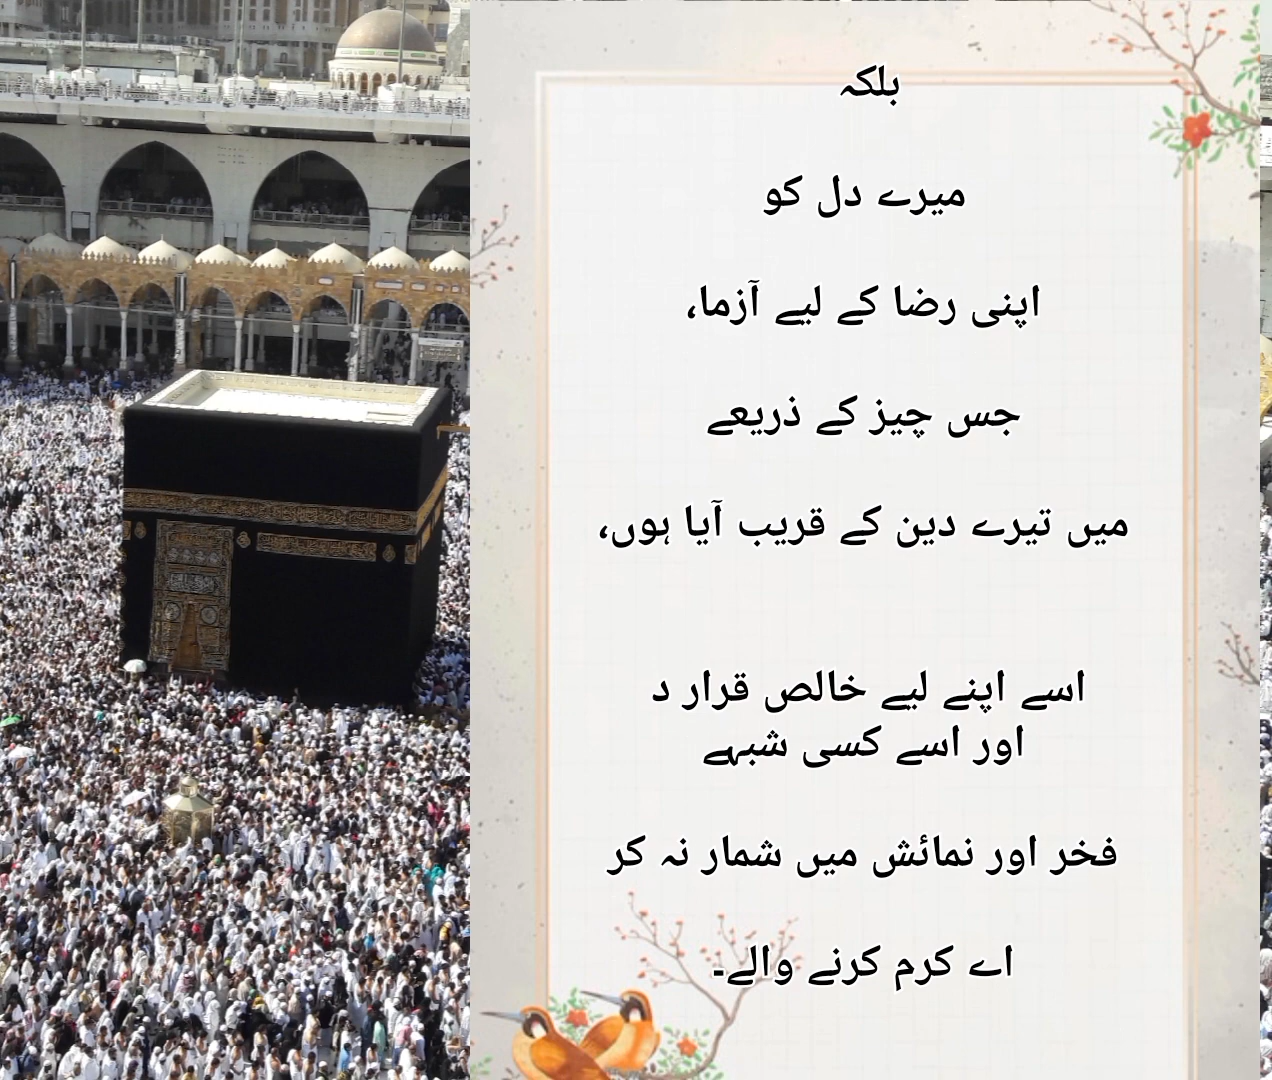 بلکہ
میرے دل کو
اپنی رضا کے لیے آزما،
جس چیز کے ذریعے
میں تیرے دین کے قریب آیا ہوں،
اسے اپنے لیے خالص قرار د
اور اسے کسی شبہے
فخر اور نمائش میں شمار نہ کر
اے کرم کرنے والے۔